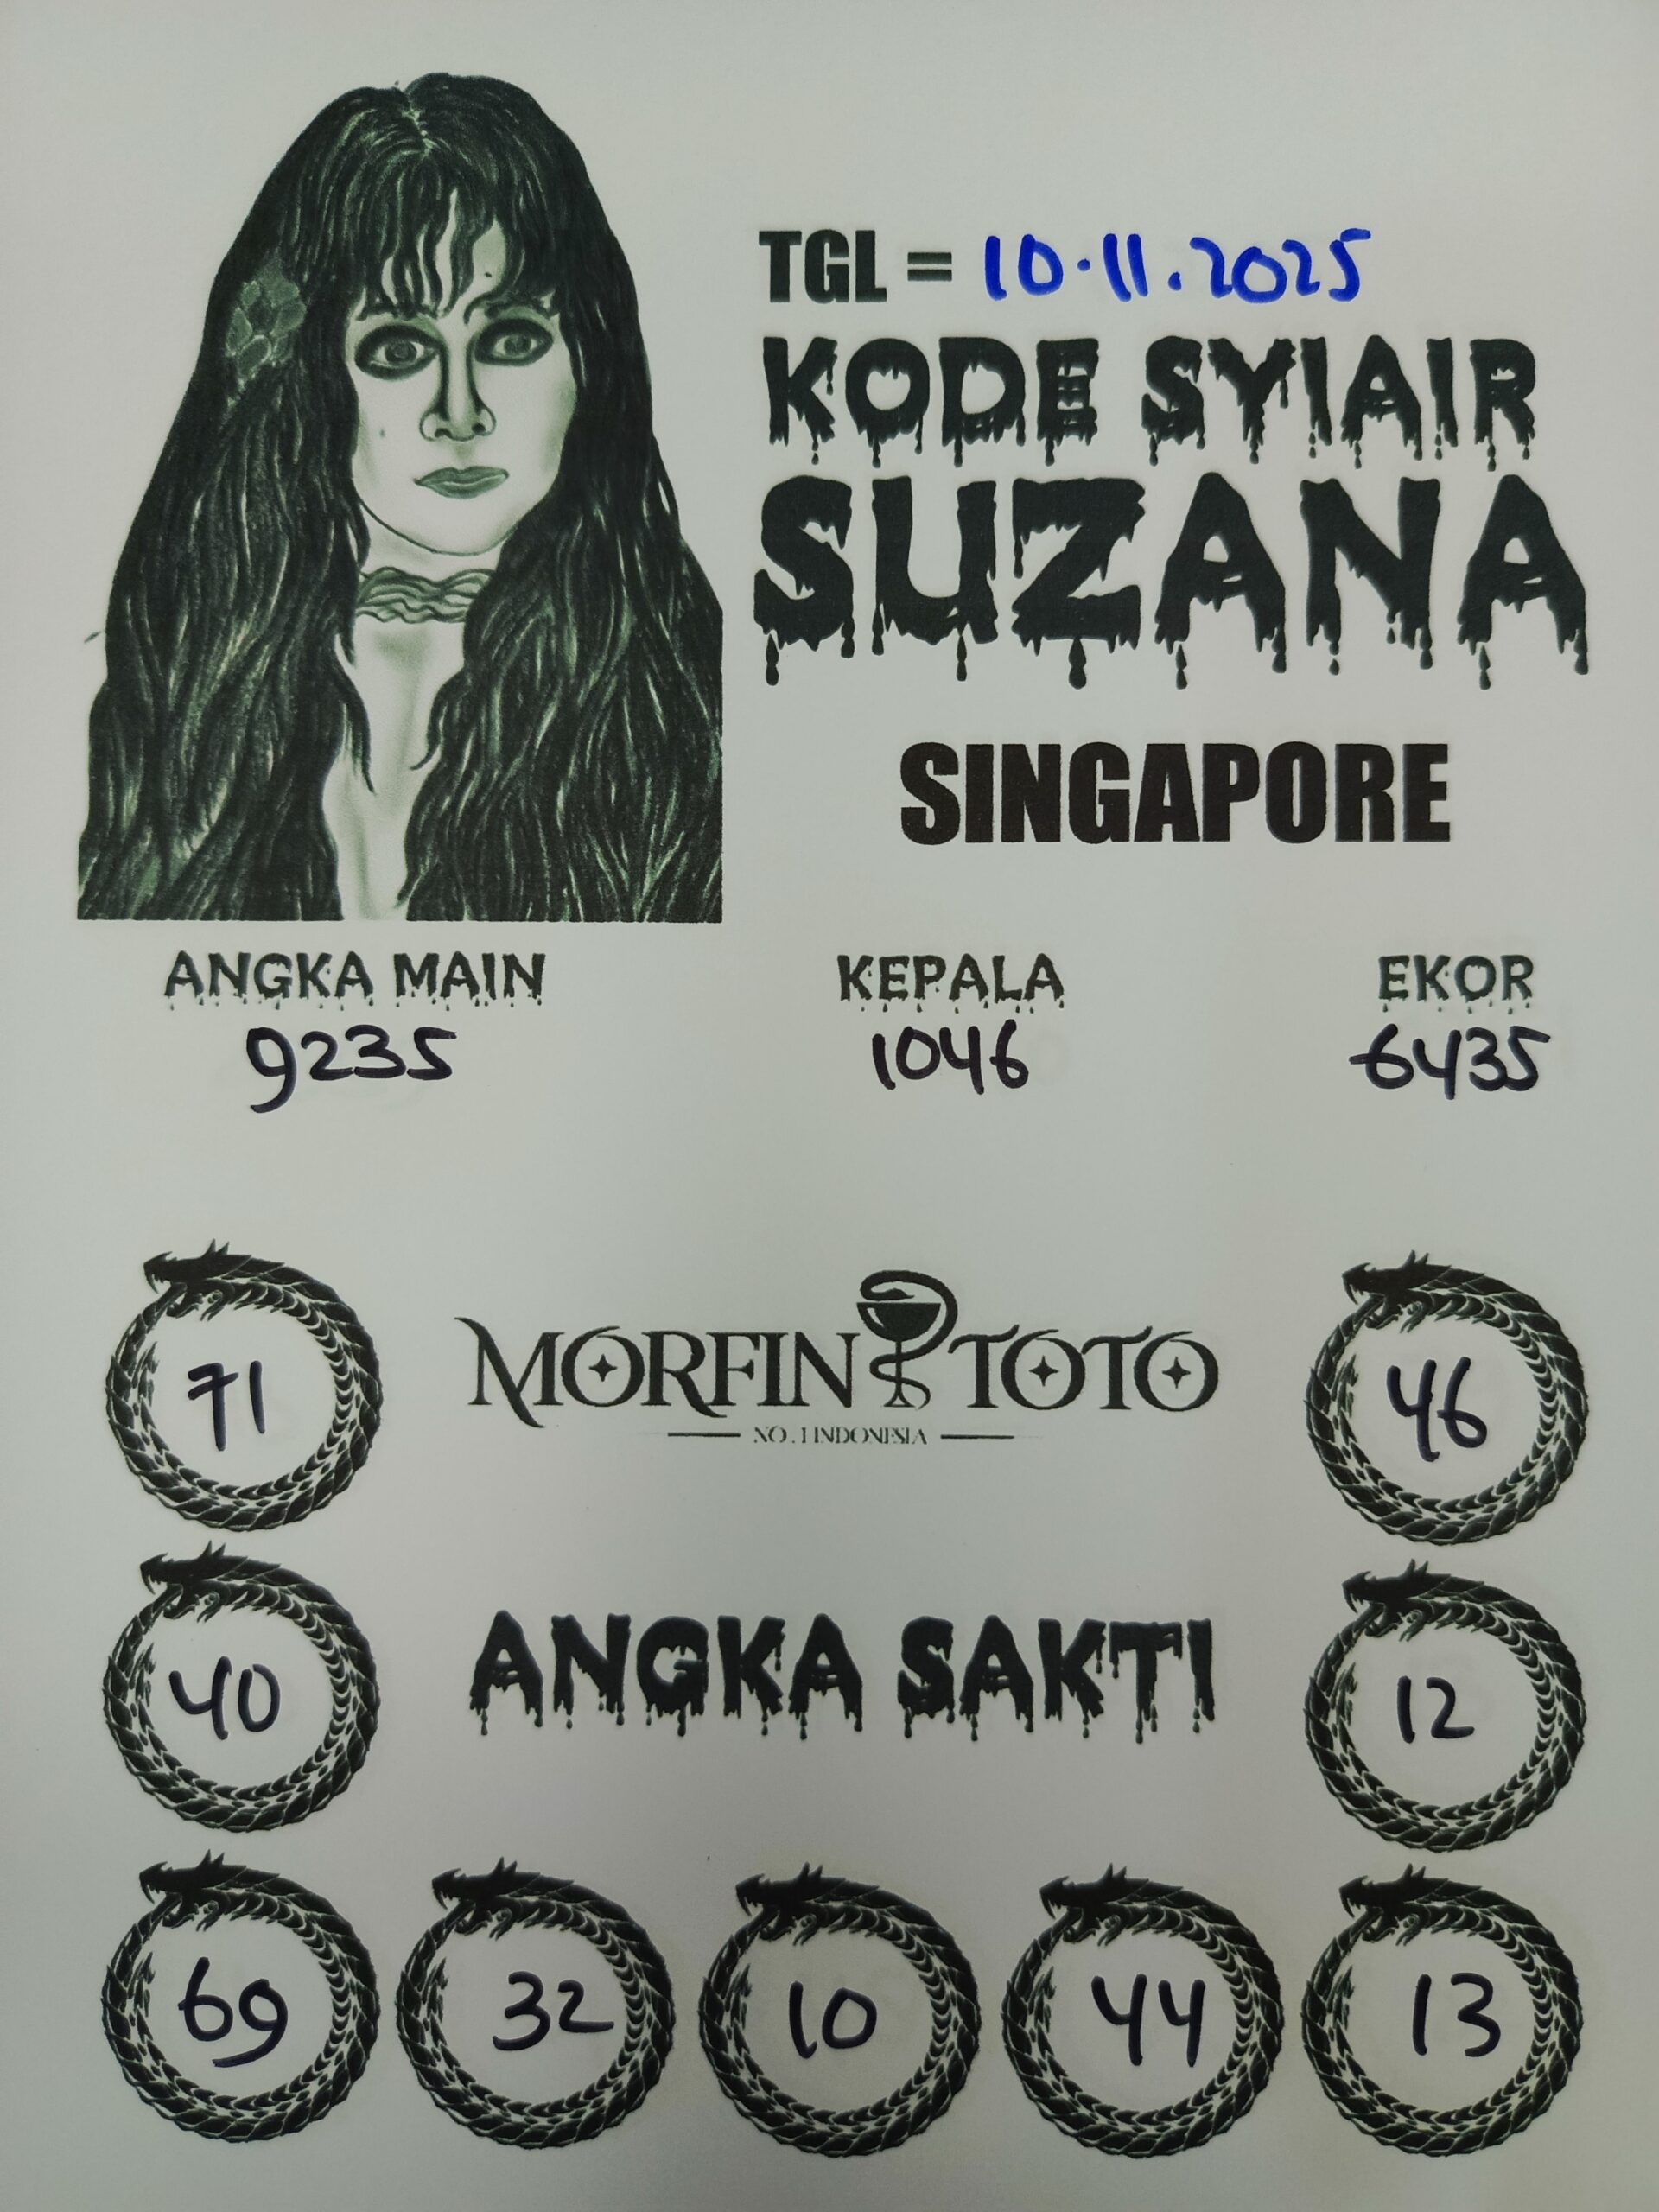 TGL = 10.11.2025
KODE SYIAIR
SUZANA
SINGAPORE
ANGKA MAIN KEPALA EKOR
9235 1046 6435
71 MORFIN TOTO 46
NO.1 INDONESIA
40 ANGKA SAKTI 12
69 32 10 44 13